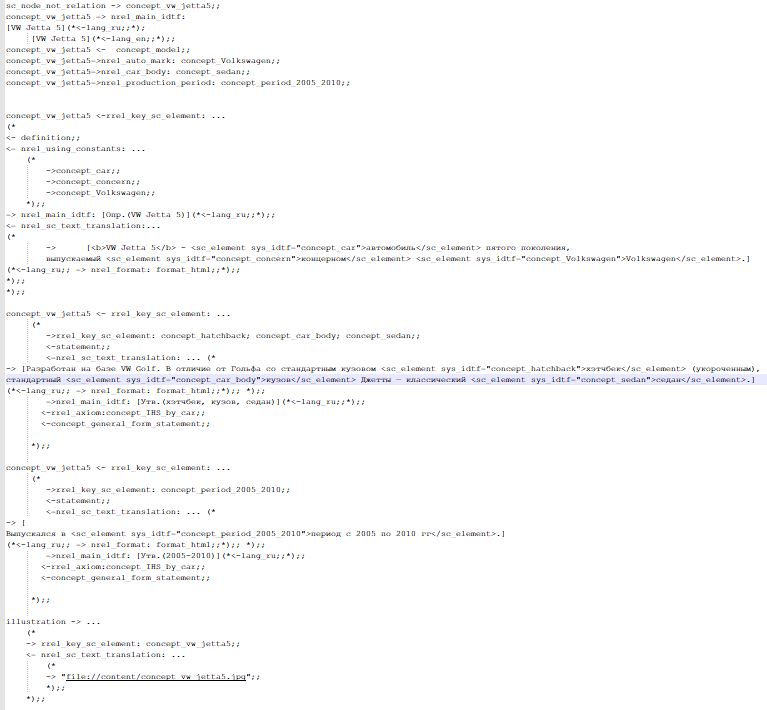 sc_node_not_relation -> concept_vw_jetta5;;
concept_vw_jetta5 -> nrel_main_idtf:
[VW Jetta 5](*<-lang_ru;;*);
[VW Jetta 5](*<-lang_en;;*);;
concept_vw_jetta5 <- concept_model;;
concept_vw_jetta5->nrel_auto_mark: concept_Volkswagen;;
concept_vw_jetta5->nrel_car_body: concept_sedan;;
concept_vw_jetta5->nrel_production_period: concept_period_2005_2010;;
concept_vw_jetta5 <-rrel_key_sc_element: ...
(*
<- definition;;
<= nrel_using_constants: ...
(*
->concept_car;;
->concept_concern;;
->concept_Volkswagen;;
*);;
=> nrel_main_idtf: [Опр.(VW Jetta 5)](*<-lang_ru;;*);;
<= nrel_sc_text_translation:...
(*
-> [<b>VW Jetta 5</b> - <sc_element sys_idtf="concept_car">автомобиль</sc_element> пятого поколения,
выпускаемый <sc_element sys_idtf="concept_concern">концерном</sc_element> <sc_element sys_idtf="concept_Volkswagen">Volkswagen</sc_element>.]
(*<-lang_ru;; => nrel_format: format_html;;*);;
*);;
*);;
concept_vw_jetta5 <- rrel_key_sc_element: ...
(*
->rrel_key_sc_element: concept_hatchback; concept_car_body; concept_sedan;;
<-statement;;
<=nrel_sc_text_translation: ... (*
-> [Разработан на базе VW Golf. В отличие от Гольфа со стандартным кузовом <sc_element sys_idtf="concept_hatchback">хэтчбек</sc_element> (укороченным),
стандартный <sc_element sys_idtf="concept_car_body">кузов</sc_element> Джетты — классический <sc_element sys_idtf="concept_sedan">седан</sc_element>.]
(*<-lang_ru;; => nrel_format: format_html;;*);; *);;
=>nrel_main_idtf: [Утв.(хэтчбек, кузов, седан)](*<-lang_ru;;*);;
<-rrel_axiom:concept_IHS_by_car;;
<-concept_general_form_statement;;
*);;
concept_vw_jetta5 <- rrel_key_sc_element: ...
(*
->rrel_key_sc_element: concept_period_2005_2010;;
<-statement;;
<=nrel_sc_text_translation: ... (*
-> [
Выпускался в <sc_element sys_idtf="concept_period_2005_2010">период с 2005 по 2010 гг</sc_element>.]
(*<-lang_ru;; => nrel_format: format_html;;*);; *);;
=>nrel_main_idtf: [Утв.(2005-2010)](*<-lang_ru;;*);;
<-rrel_axiom:concept_IHS_by_car;;
<-concept_general_form_statement;;
*);;
illustration -> ...
(*
-> rrel_key_sc_element: concept_vw_jetta5;;
<= nrel_sc_text_translation: ...
(*
-> "file://content/concept_vw_jetta5.jpg";;
*);;
*);;